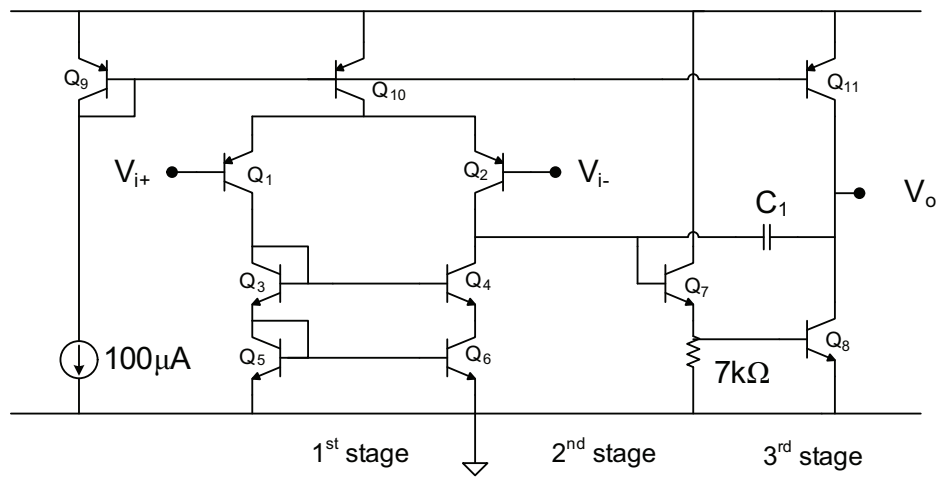 Q9
Q10
Q11
Vi+
Q1
Q2
Vi-
Vo
C1
Q3
Q4
Q7
Q5
Q6
Q8
100μA
7kΩ
1st stage
2nd stage
3rd stage